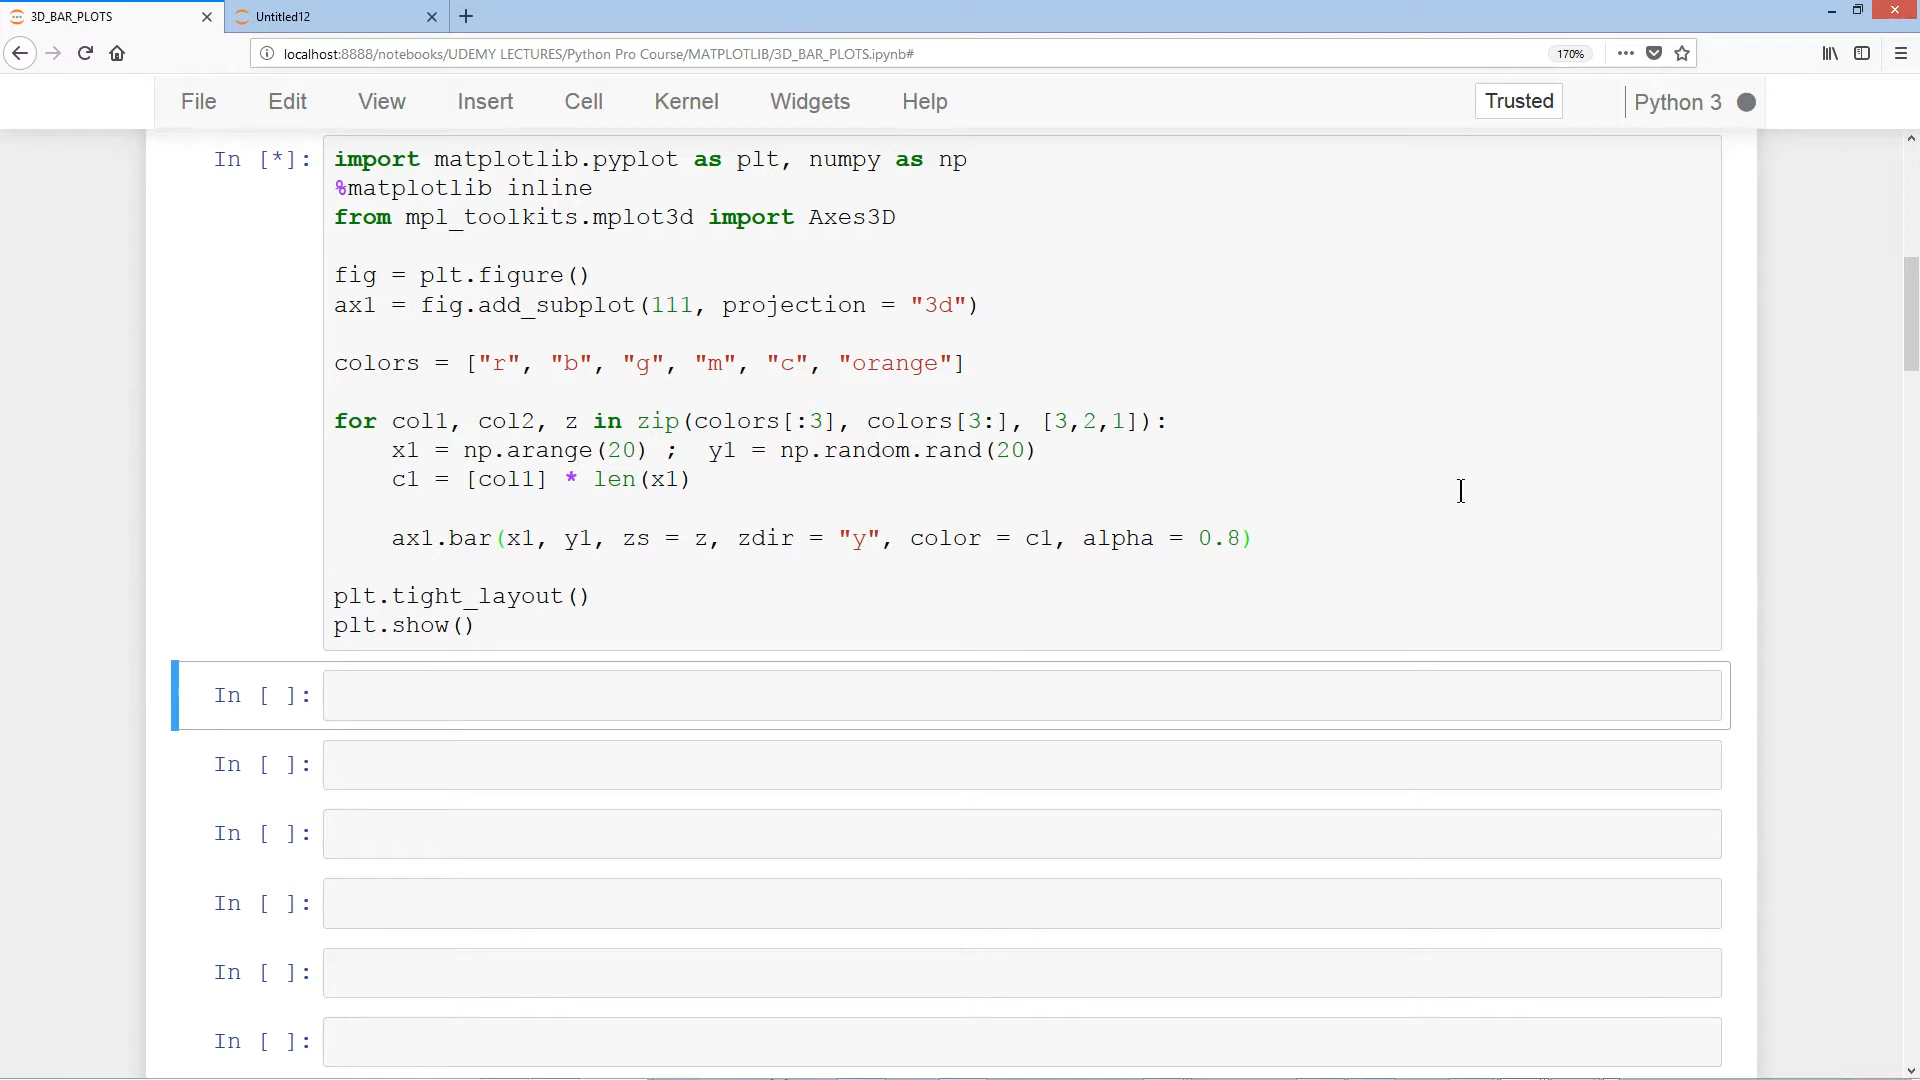 3D_BAR_PLOTS
Untitled12
localhost:8888/notebooks/UDEMY LECTURES/Python Pro Course/MATPLOTLIB/3D_BAR_PLOTS.ipynb#
170%
File Edit View Insert Cell Kernel Widgets Help Trusted Python 3
In [*]: import matplotlib.pyplot as plt, numpy as np
%matplotlib inline
from mpl_toolkits.mplot3d import Axes3D
fig = plt.figure()
ax1 = fig.add_subplot(111, projection = "3d")
colors = ["r", "b", "g", "m", "c", "orange"]
for col1, col2, z in zip(colors[:3], colors[3:], [3,2,1]):
    x1 = np.arange(20) ;  y1 = np.random.rand(20)
    c1 = [col1] * len(x1)
    ax1.bar(x1, y1, zs = z, zdir = "y", color = c1, alpha = 0.8)
plt.tight_layout()
plt.show()
In [ ]:
In [ ]:
In [ ]:
In [ ]:
In [ ]:
In [ ]: